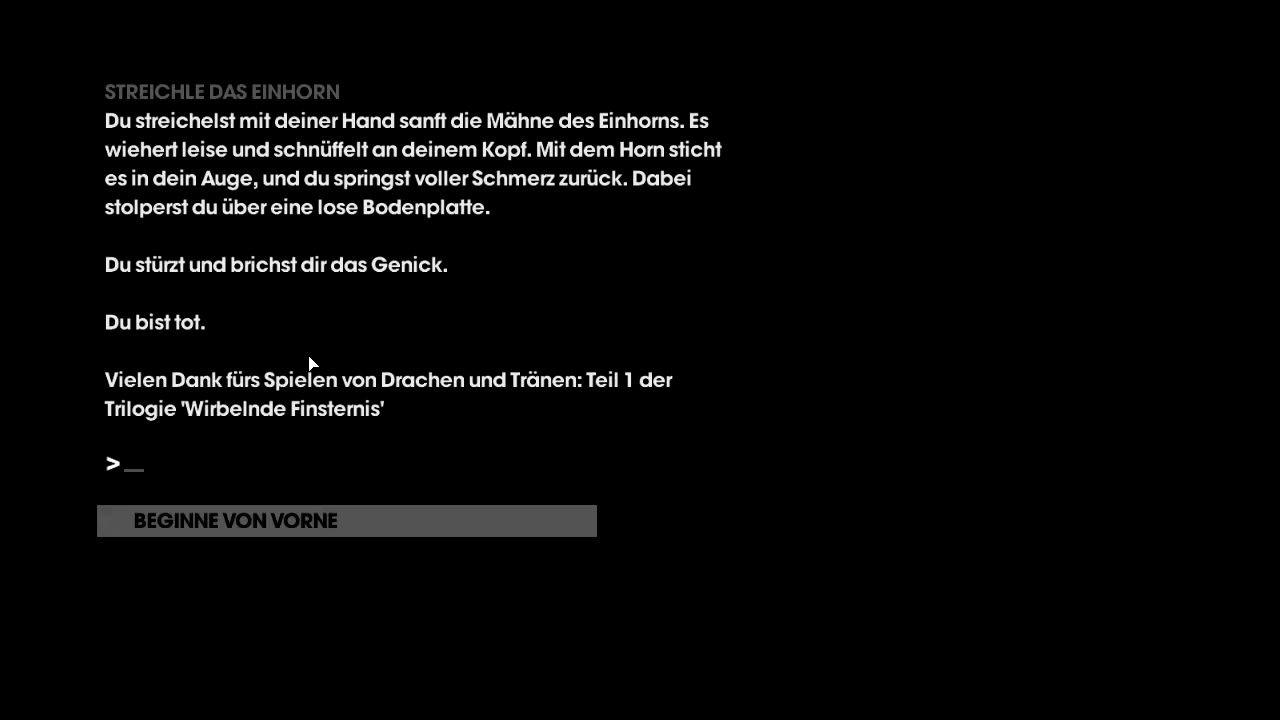 STREICHLE DAS EINHORN
Du streichelst mit deiner Hand sanft die Mähne des Einhorns. Es
wiehert leise und schnüffelt an deinem Kopf. Mit dem Horn sticht
es in dein Auge, und du springst voller Schmerz zurück. Dabei
stolperst du über eine lose Bodenplatte.
Du stürzt und brichst dir das Genick.
Du bist tot.
Vielen Dank fürs Spielen von Drachen und Tränen: Teil 1 der
Trilogie 'Wirbelnde Finsternis'
>_
BEGINNE VON VORNE